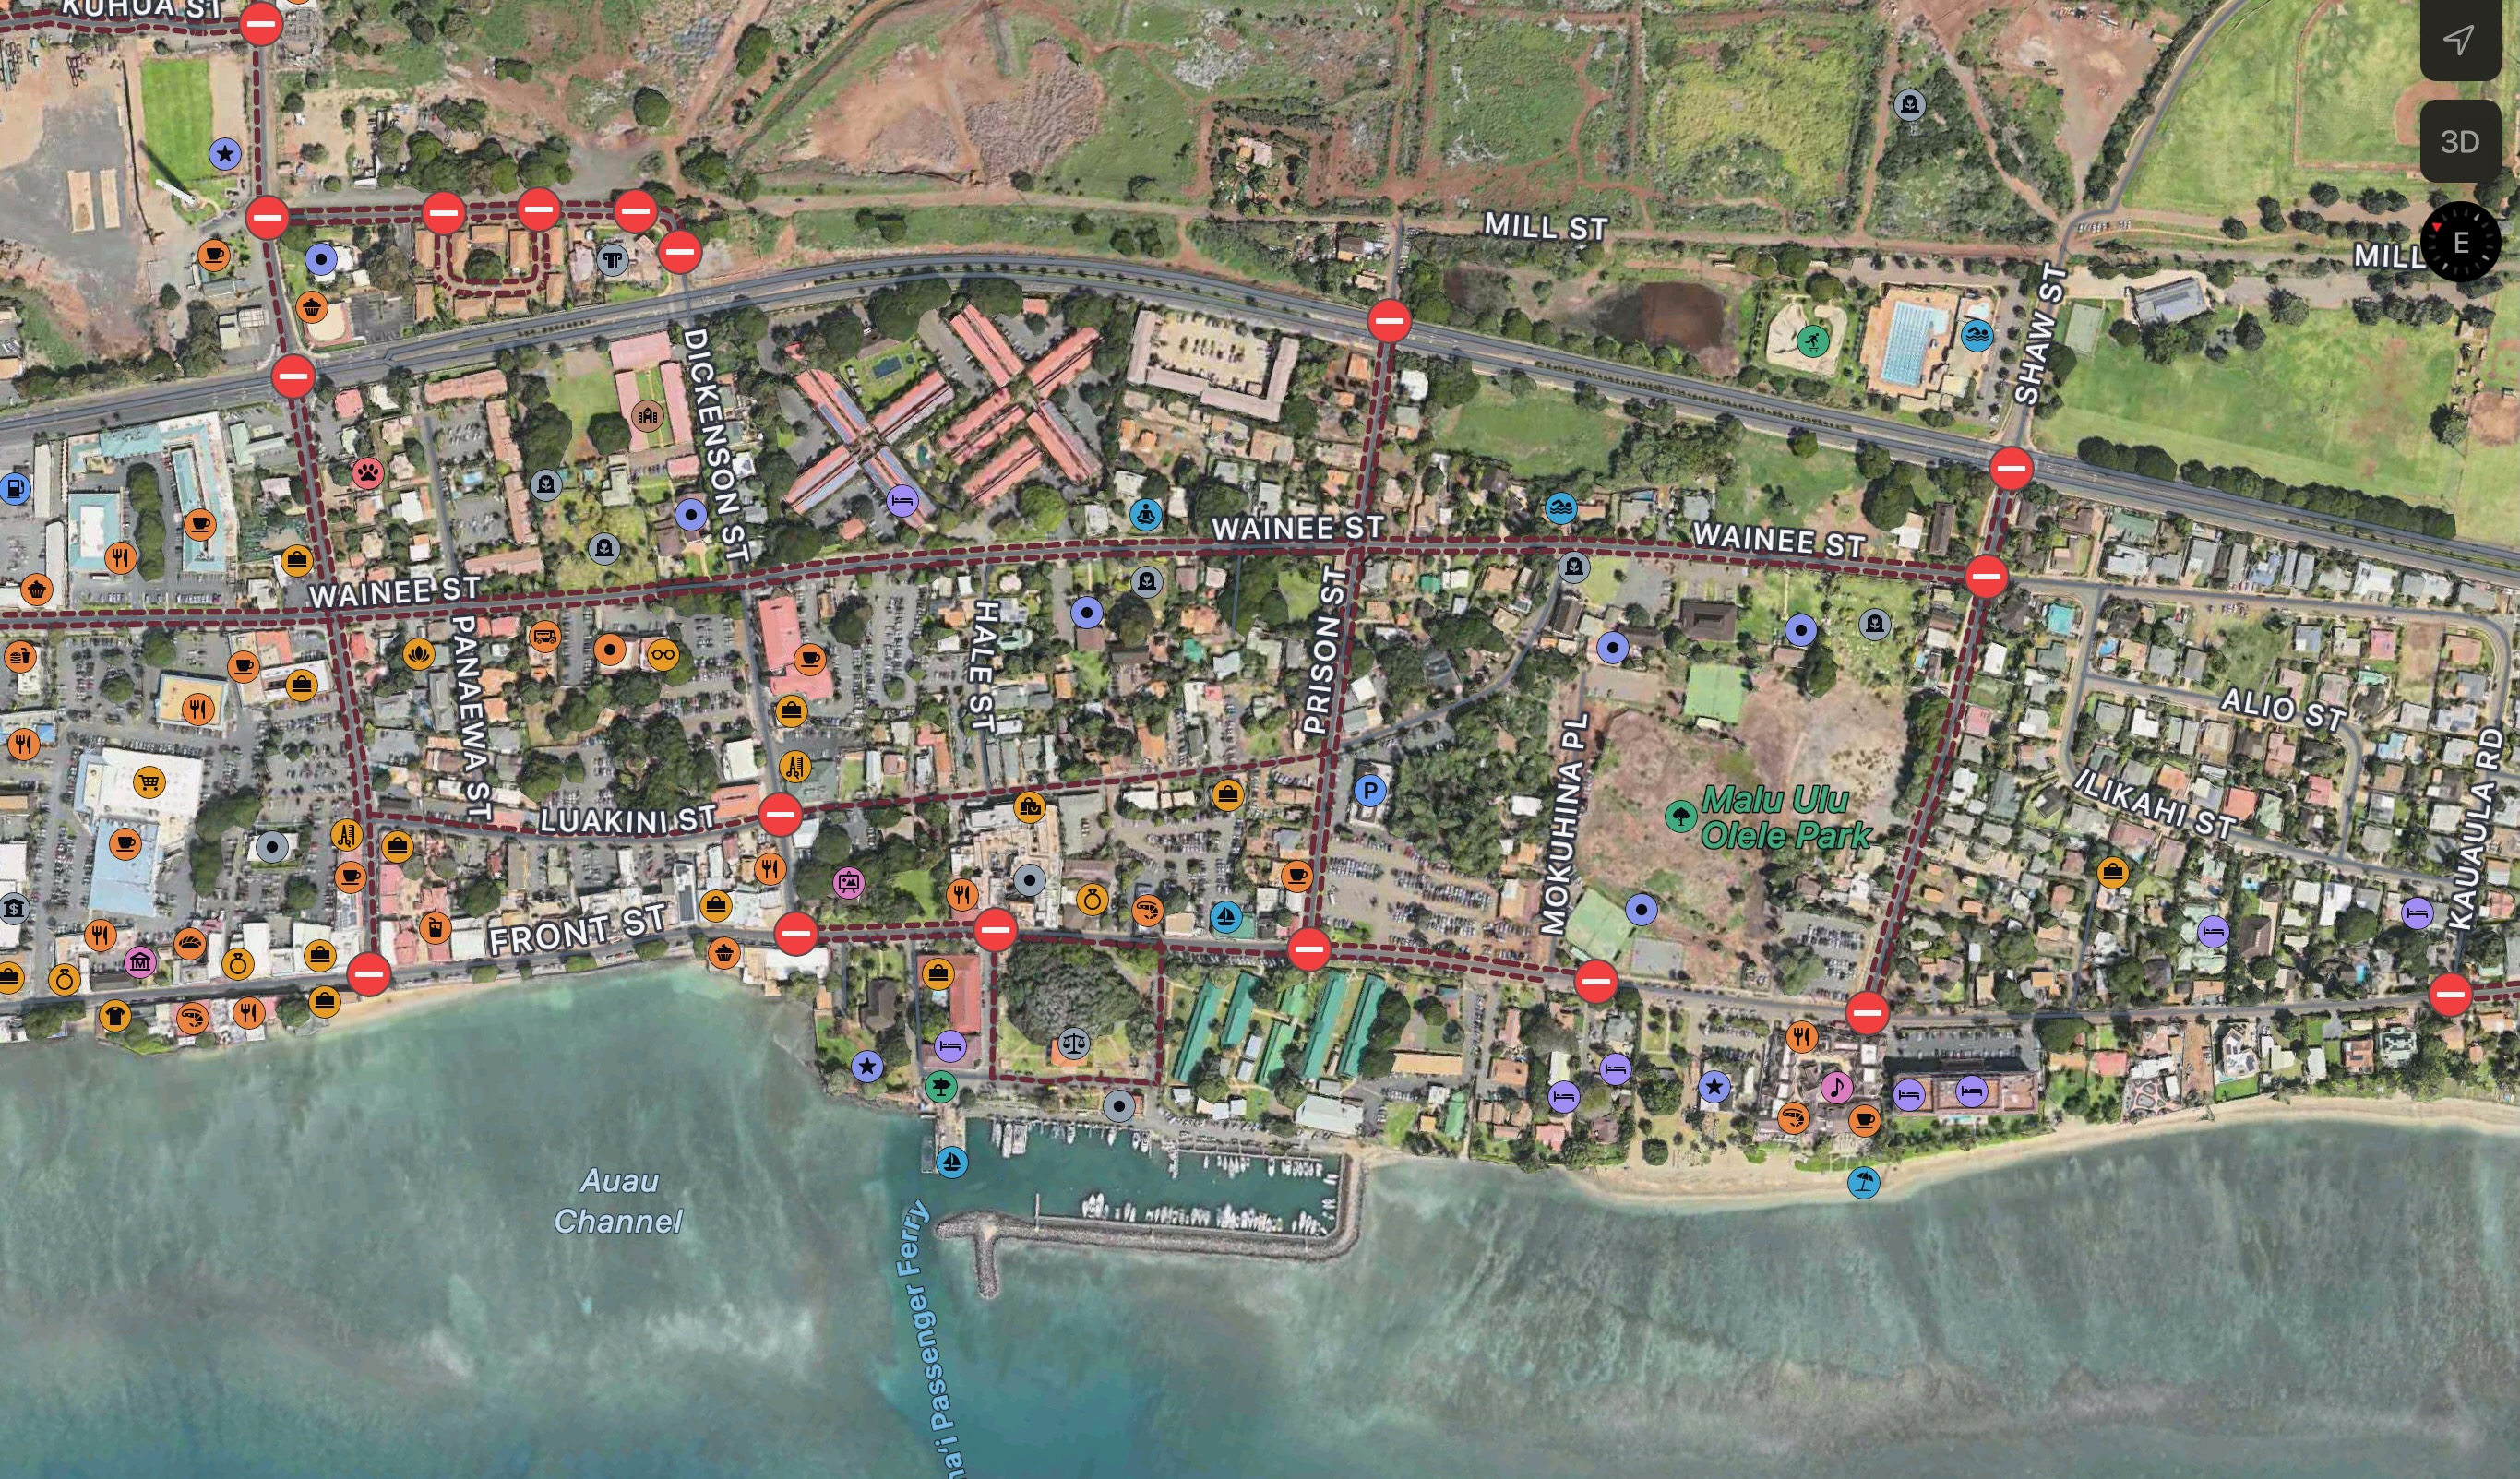 KUHUA ST
3D
MILL ST
E
MILL
SHAW ST
DICKENSON ST
WAINEE ST
WAINEE ST
WAINEE ST
PANAEWA ST
HALE ST
PRISON ST
MOKUHINA PL
ALIO ST
ILIKAHI ST
KAUAULA RD
Malu Ulu
Olele Park
LUAKINI ST
P
FRONT ST
Auau
Channel
na'i Passenger Ferry